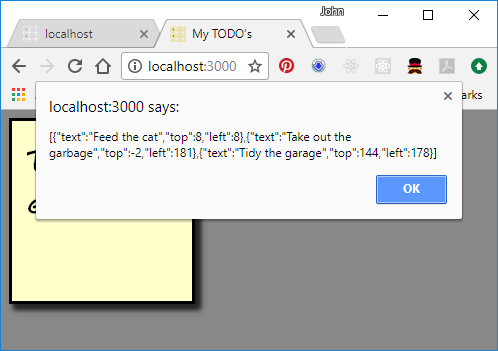 John
localhost
My TODO's
localhost:3000
arks
localhost:3000 says:
[{"text":"Feed the cat","top":8,"left":8},{"text":"Take out the
garbage","top":-2,"left":181},{"text":"Tidy the garage","top":144,"left":178}]
OK